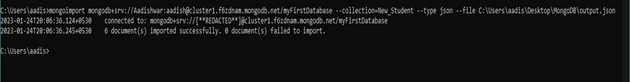 C:\Users\aadis>mongoimport mongodb+srv://Aadishwar:aadish@cluster1.f6zdnam.mongodb.net/myFirstDatabase --collection=New_Student --type json --file C:\Users\aadis\Desktop\MongoDB\output.json
2023-01-24T20:06:36.124+0530 connected to: mongodb+srv://[**REDACTED**]@cluster1.f6zdnam.mongodb.net/myFirstDatabase
2023-01-24T20:06:36.245+0530 6 document(s) imported successfully. 0 document(s) failed to import.
C:\Users\aadis>